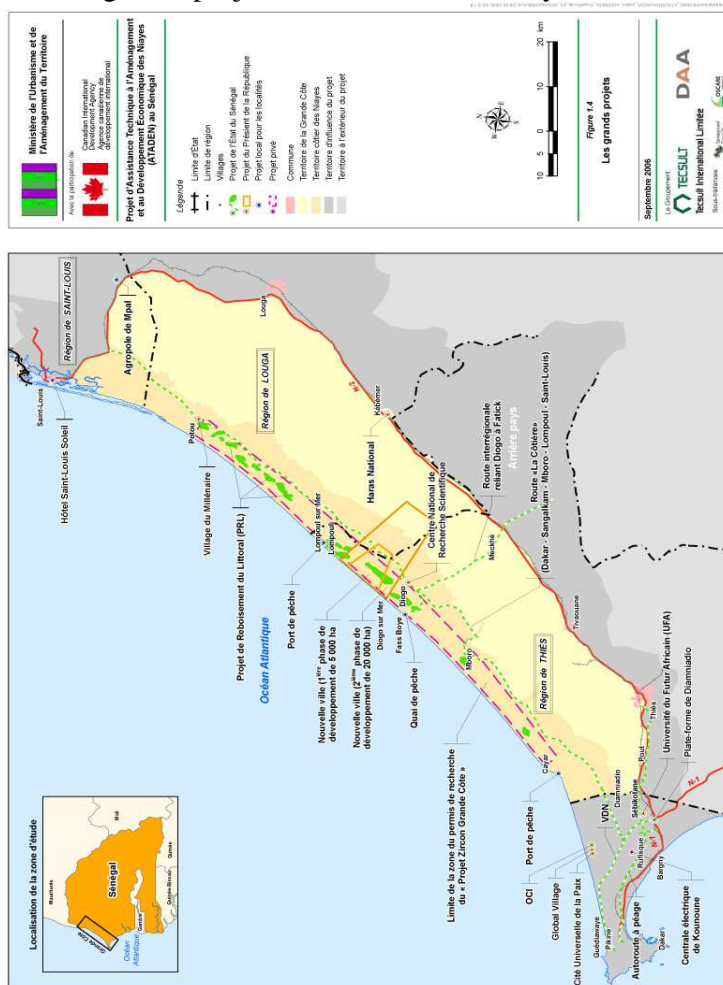 Ministère de l'Urbanisme et de
l'Aménagement du Territoire
Avec la participation de
Canadian International
Development Agency
Agence canadienne de
développement international
Projet d'Assistance Technique à l'Aménagement
et au Développement Économique des Niayes
(ATADEN) au Sénégal
Légende
Limite d'État
Limite de région
Villages
Projet de l'État du Sénégal
Projet du Présent de la République
Projet local pour les localités
Projet privé
Commune
Territoire de la Grande Côte
Territoire côtier des Niayes
Territoire d'influence du projet
Territoire à l'extérieur du projet
N
S
10
0
10
20
km
Figure 1.4
Les grands projets
Septembre 2006
Le Groupement
TECSULT
Tecsult International Limitée
DAA
Sous-traitants
OSCARE
Localisation de la zone d'étude
Mauritanie
Mali
Sénégal
Grande Côte
Océan
Atlantique
Gambie
Guinée-Bissau
Guinée
Région de SAINT-LOUIS
Saint-Louis
Hôtel Saint-Louis Soleil
Agropole de Mpal
Louga
Région de LOUGA
N-2
Potou
Village du Millénaire
Projet de Reboisement du Littoral (PRL)
Océan Atlantique
Kébémer
Haras National
Lompoul sur Mer
Lompoul
Port de pêche
Nouvelle ville (1ière phase de
développement de 5 000 ha)
Nouvelle ville (2ième phase de
développement de 20 000 ha)
Diogo sur Mer
Fass Boye
Diogo
Quai de pêche
Centre National de
Recherche Scientifique
Route interrégionale
reliant Diogo à Fatick
Arrière pays
Route «La Côtière»
(Dakar - Sangalkam - Mboro - Lompoul - Saint-Louis)
Mékhé
Mboro
Tivaouane
Région de THIÈS
Limite de la zone du permis de recherche
du « Projet Zircon Grande Côte »
Cayar
Port de pêche
Thiès
Pout
Université du Futur Africain (UFA)
Plate-forme de Diamniadio
Sébikotane
Diamniadio
VDN
N-1
N-1
Rufisque
Bargny
OCI
Global Village
Cité Universelle de la Paix
Guédiawaye
Pikine
Dakar
Autoroute à péage
Centrale électrique
de Kounoune